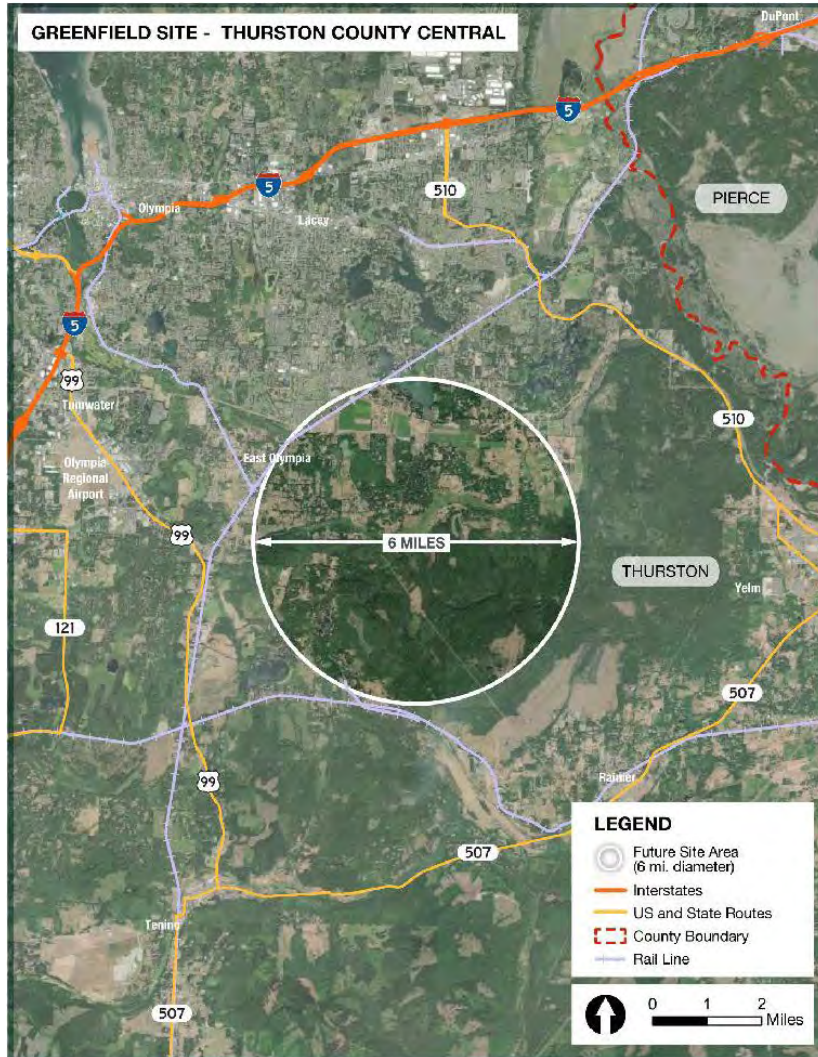 GREENFIELD SITE - THURSTON COUNTY CENTRAL
DuPont
5
5
510
PIERCE
Olympia
Lacey
5
99
Tumwater
510
East Olympia
Olympia
Regional
Airport
99
6 MILES
THURSTON
Yelm
121
507
99
Rainier
507
Tenino
507
LEGEND
Future Site Area
(6 mi. diameter)
Interstates
US and State Routes
County Boundary
Rail Line
0 1 2
Miles